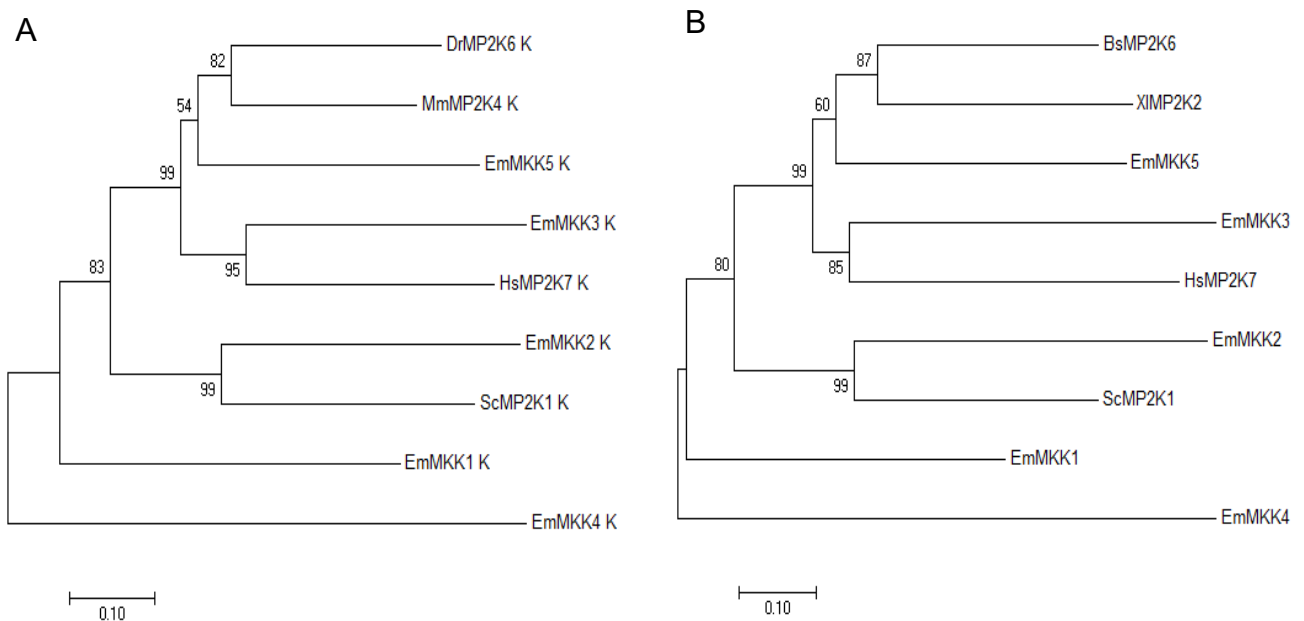 A
DrMP2K6 K
82
MmMP2K4 K
54
EmMKK5 K
99
EmMKK3 K
95
HsMP2K7 K
83
EmMKK2 K
99
ScMP2K1 K
EmMKK1 K
EmMKK4 K
0.10
B
BsMP2K6
87
XlMP2K2
60
EmMKK5
99
EmMKK3
85
HsMP2K7
80
EmMKK2
99
ScMP2K1
EmMKK1
EmMKK4
0.10